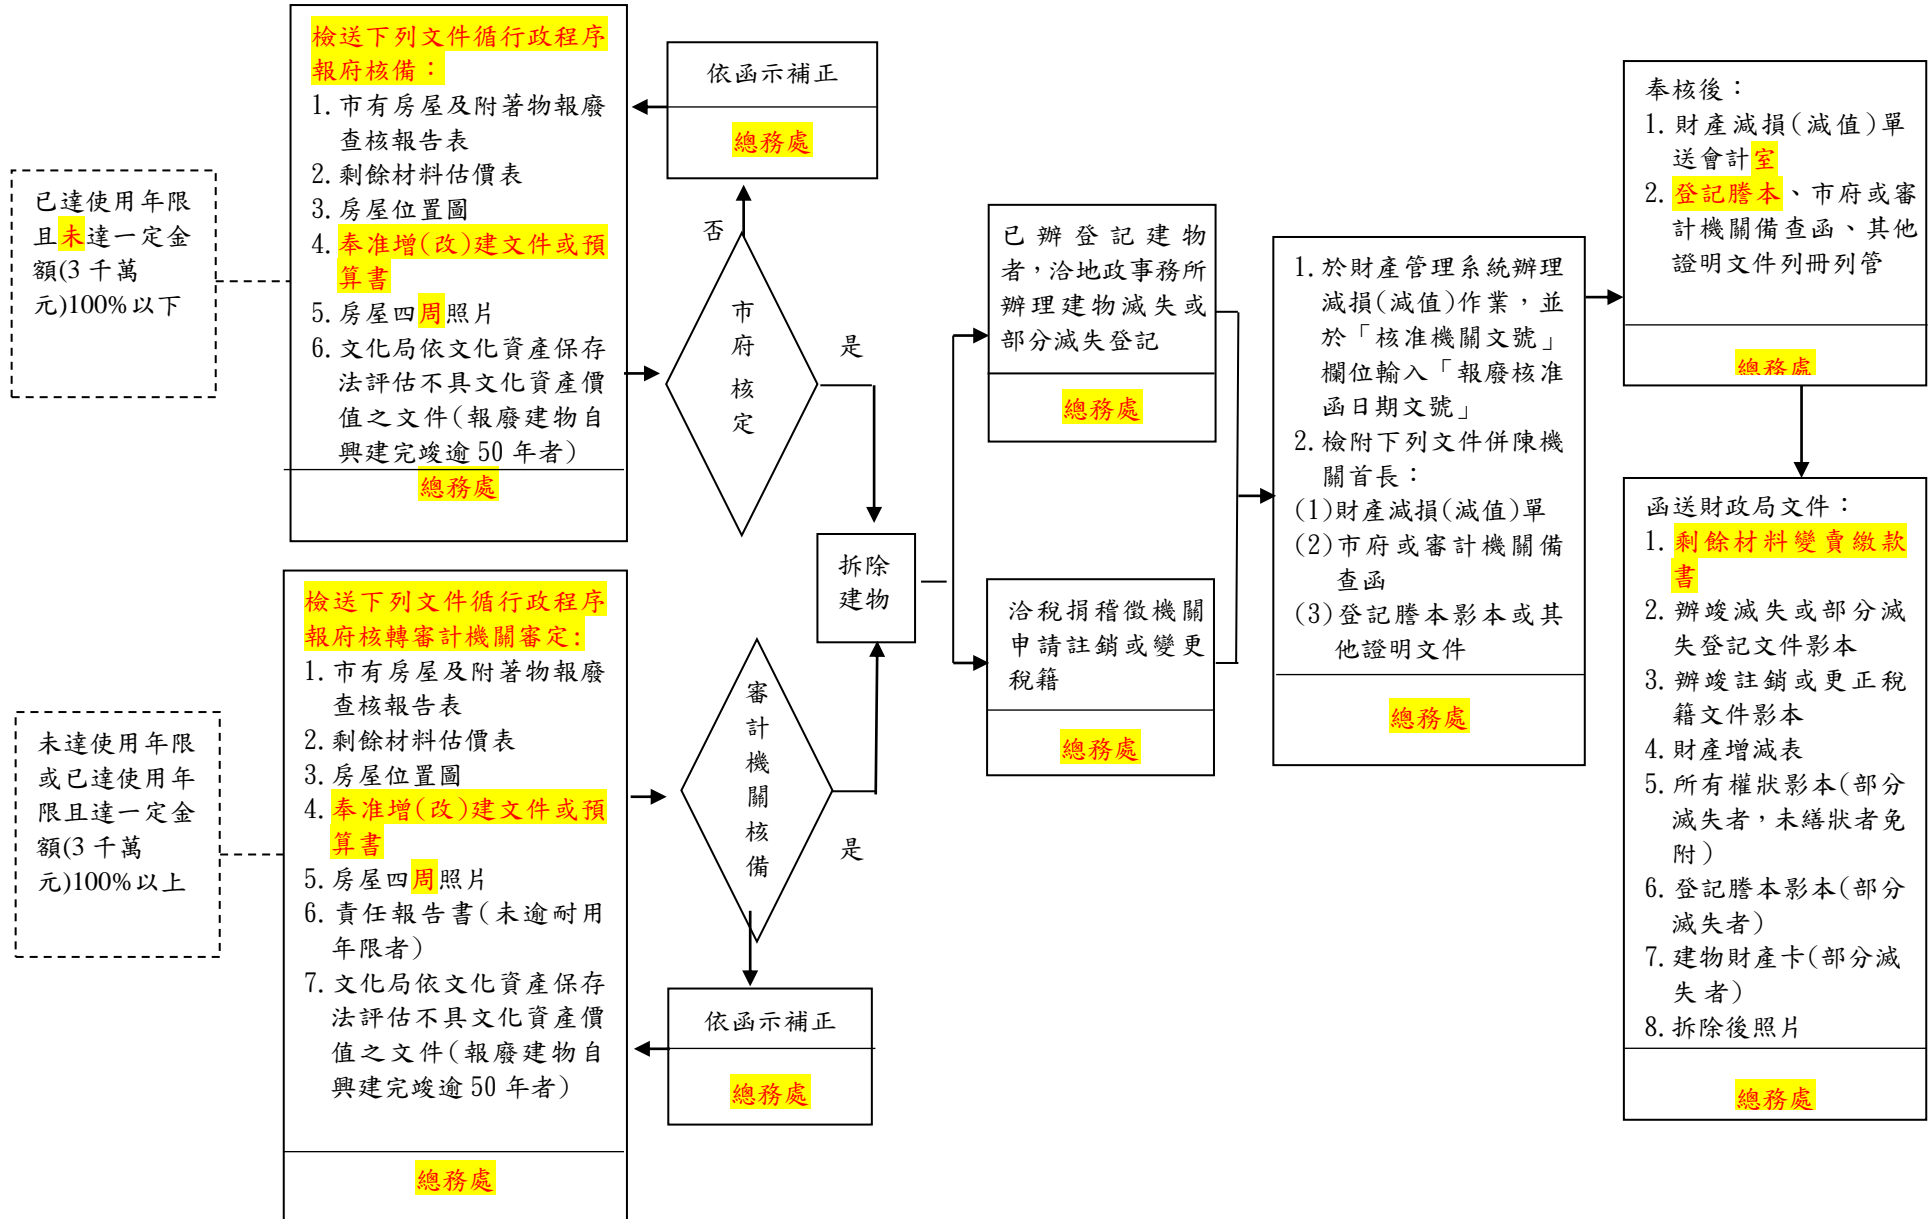 已達使用年限
且未達一定金
額(3 千萬
元)100%以下
檢送下列文件循行政程序
報府核備：
1.市有房屋及附著物報廢
查核報告表
2.剩餘材料估價表
3.房屋位置圖
4.奉准增(改)建文件或預
算書
5.房屋四周照片
6.文化局依文化資產保存
法評估不具文化資產價
值之文件(報廢建物自
興建完竣逾 50 年者)
總務處
依函示補正
總務處
否
市
府
核
定
是
未達使用年限
或已達使用年
限且達一定金
額(3 千萬
元)100%以上
檢送下列文件循行政程序
報府核轉審計機關審定:
1.市有房屋及附著物報廢
查核報告表
2.剩餘材料估價表
3.房屋位置圖
4.奉准增(改)建文件或預
算書
5.房屋四周照片
6.責任報告書(未逾耐用
年限者)
7.文化局依文化資產保存
法評估不具文化資產價
值之文件(報廢建物自
興建完竣逾 50 年者)
總務處
審
計
機
關
核
備
是
依函示補正
總務處
拆除
建物
已辦登記建物
者，洽地政事務所
辦理建物滅失或
部分滅失登記
總務處
洽稅捐稽徵機關
申請註銷或變更
稅籍
總務處
1.於財產管理系統辦理
減損(減值)作業，並
於「核准機關文號」
欄位輸入「報廢核准
函日期文號」
2.檢附下列文件併陳機
關首長：
(1)財產減損(減值)單
(2)市府或審計機關備
查函
(3)登記謄本影本或其
他證明文件
總務處
奉核後：
1.財產減損(減值)單
送會計室
2.登記謄本、市府或審
計機關備查函、其他
證明文件列冊列管
總務處
函送財政局文件：
1.剩餘材料變賣繳款
書
2.辦竣滅失或部分滅
失登記文件影本
3.辦竣註銷或更正稅
籍文件影本
4.財產增減表
5.所有權狀影本(部分
滅失者，未繕狀者免
附)
6.登記謄本影本(部分
滅失者)
7.建物財產卡(部分滅
失者)
8.拆除後照片
總務處